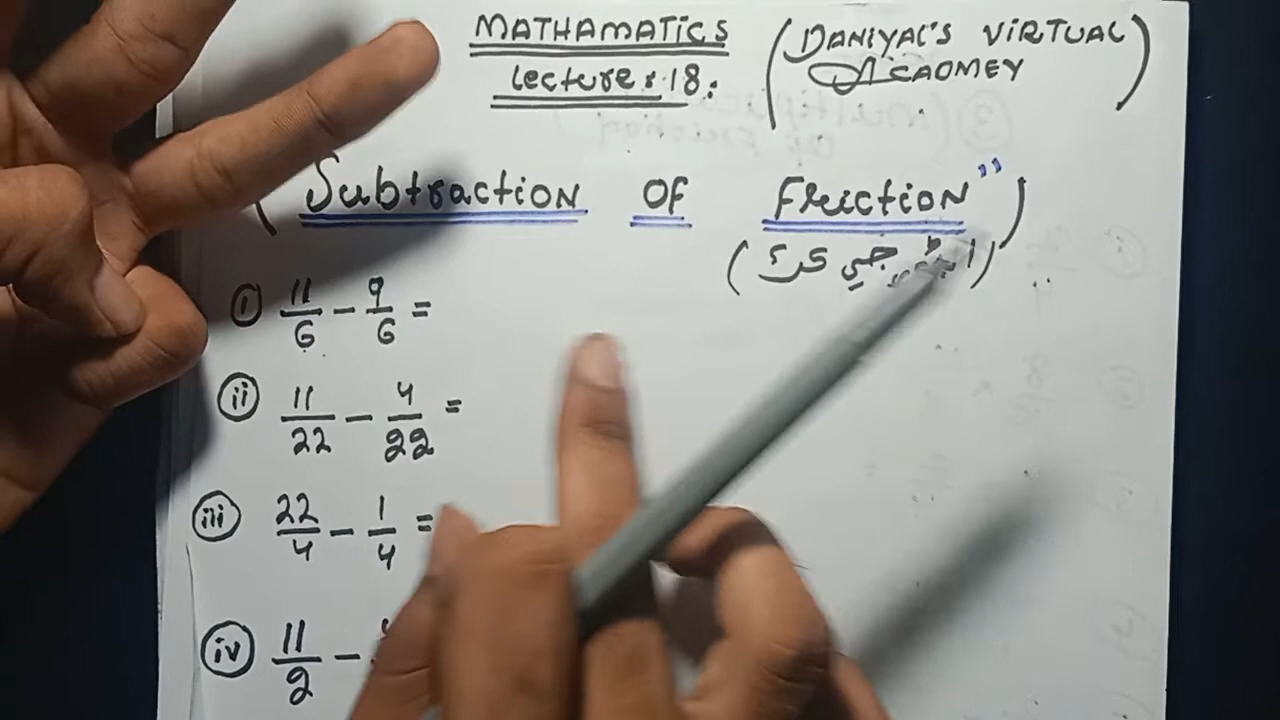 MATHAMATICS
Lecture: 18:
(DANIYAL'S VIRTUAL
ACADMEY)
(Subtraction OF Friction")
i 11/6 - 9/6 =
ii 11/22 - 4/22 =
iii 22/4 - 1/4 =
iv 11/2 -